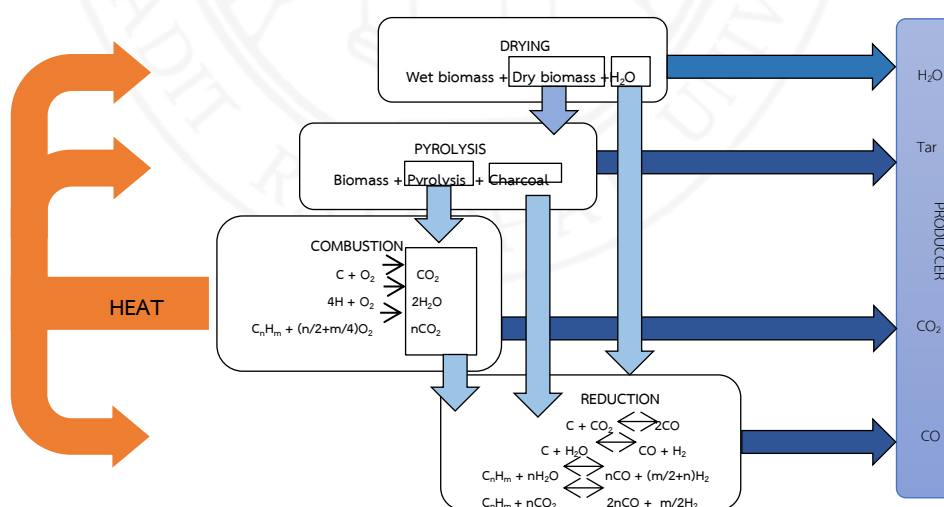 DRYING
Wet biomass + Dry biomass +H₂O
H₂O
Tar
PYROLYSIS
Biomass + Pyrolysis + Charcoal
PRODUCCER
COMBUSTION
C + O₂ CO₂
4H + O₂ 2H₂O
CₙHₘ + (n/2+m/4)O₂ nCO₂
HEAT
CO₂
REDUCTION
C + CO₂ 2CO
C + H₂O CO + H₂
CₙHₘ + nH₂O nCO + (m/2+n)H₂
CₙHₘ + nCO₂ 2nCO + m/2H₂
CO